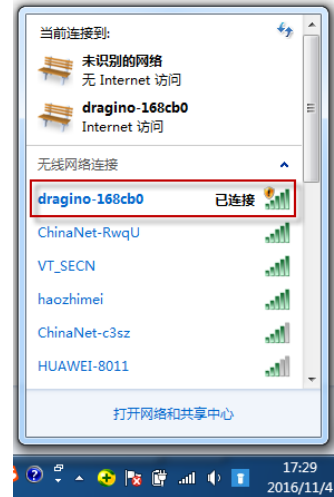 当前连接到:
未识别的网络
无 Internet 访问
dragino-168cb0
Internet 访问
无线网络连接
dragino-168cb0 已连接
ChinaNet-RwqU
VT_SECN
haozhimei
ChinaNet-c3sz
HUAWEI-8011
打开网络和共享中心
17:29
2016/11/4